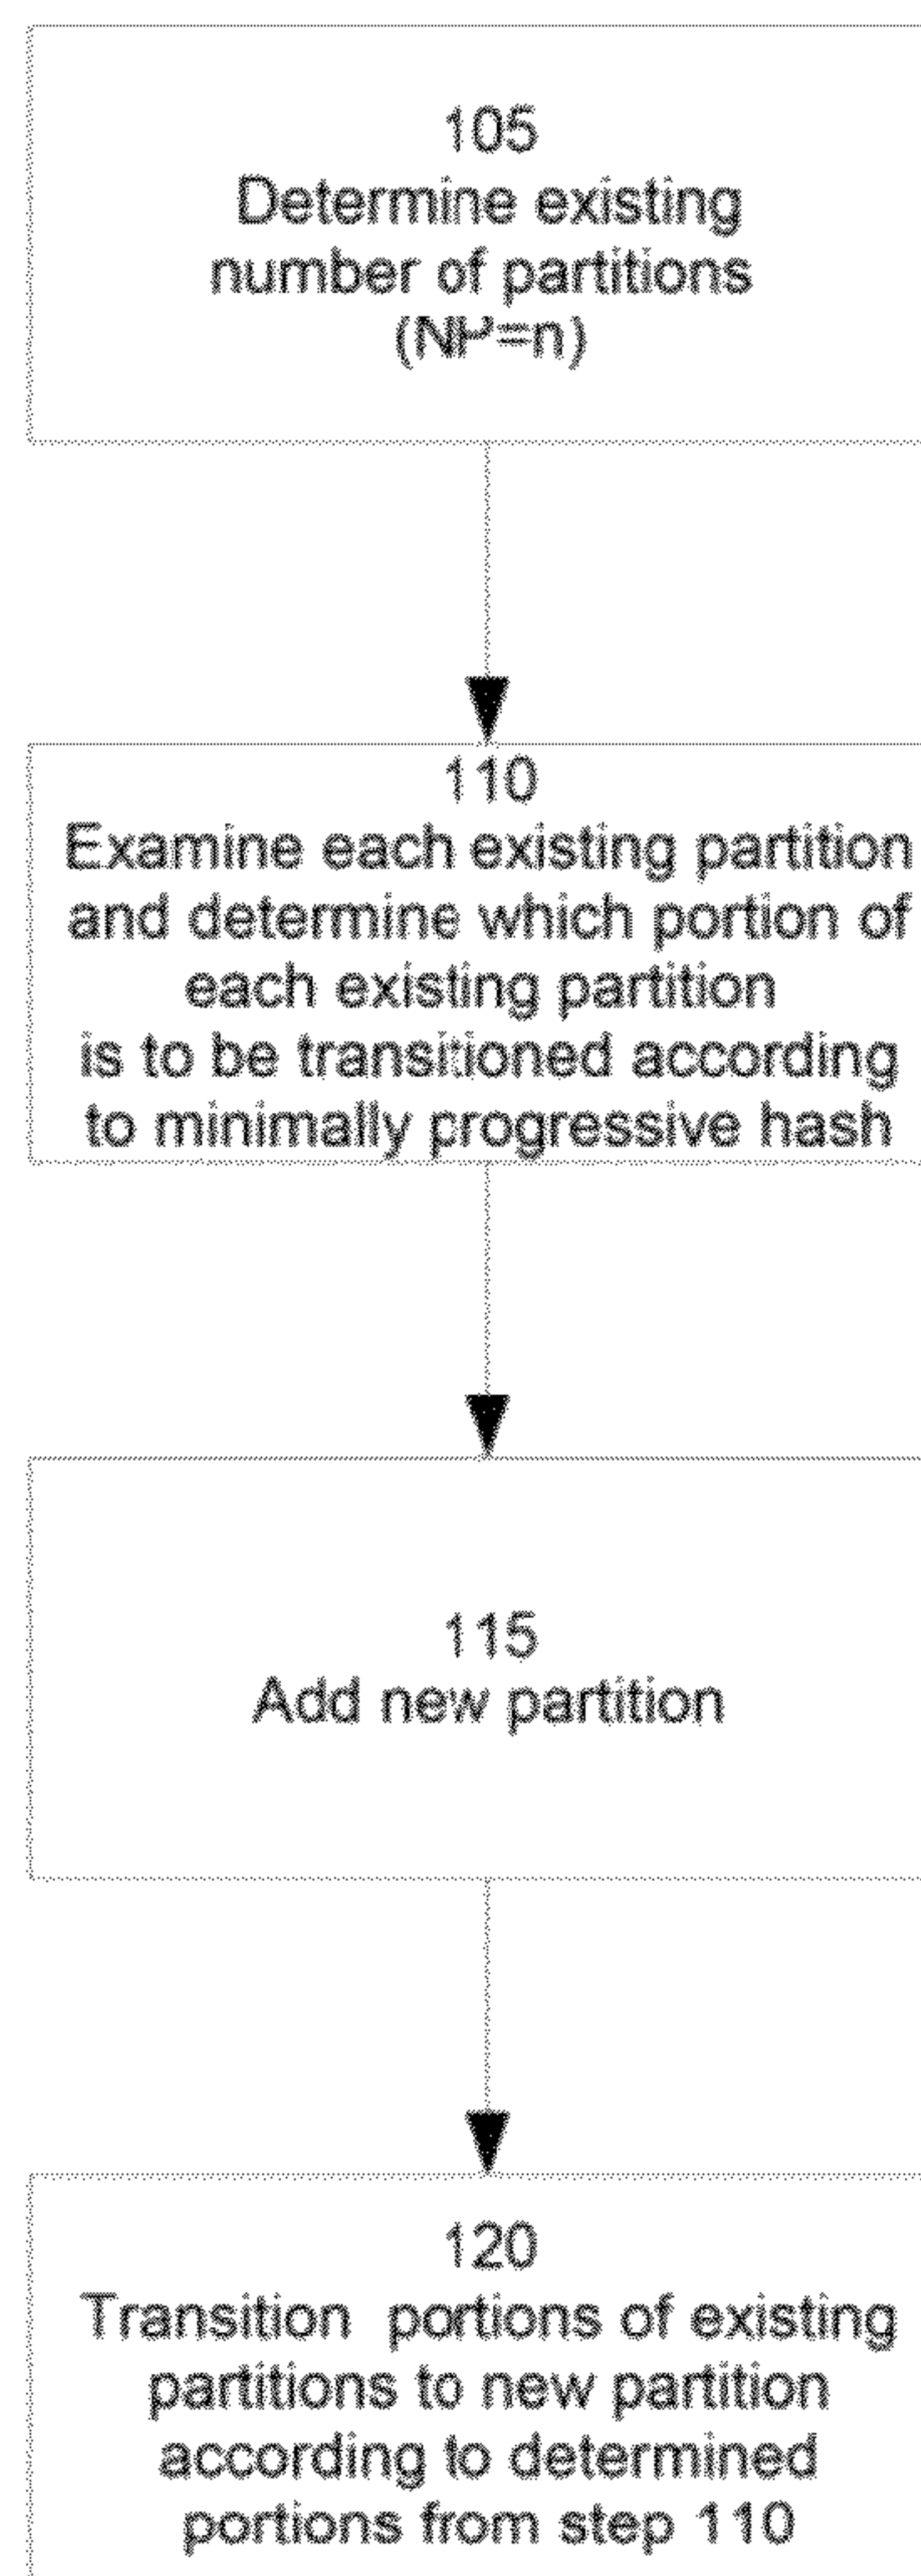 105
Determine existing
number of partitions
(NP=n)
110
Examine each existing partition
and determine which portion of
each existing partition
is to be transitioned according
to minimally progressive hash
115
Add new partition
120
Transition portions of existing
partitions to new partition
according to determined
portions from step 110